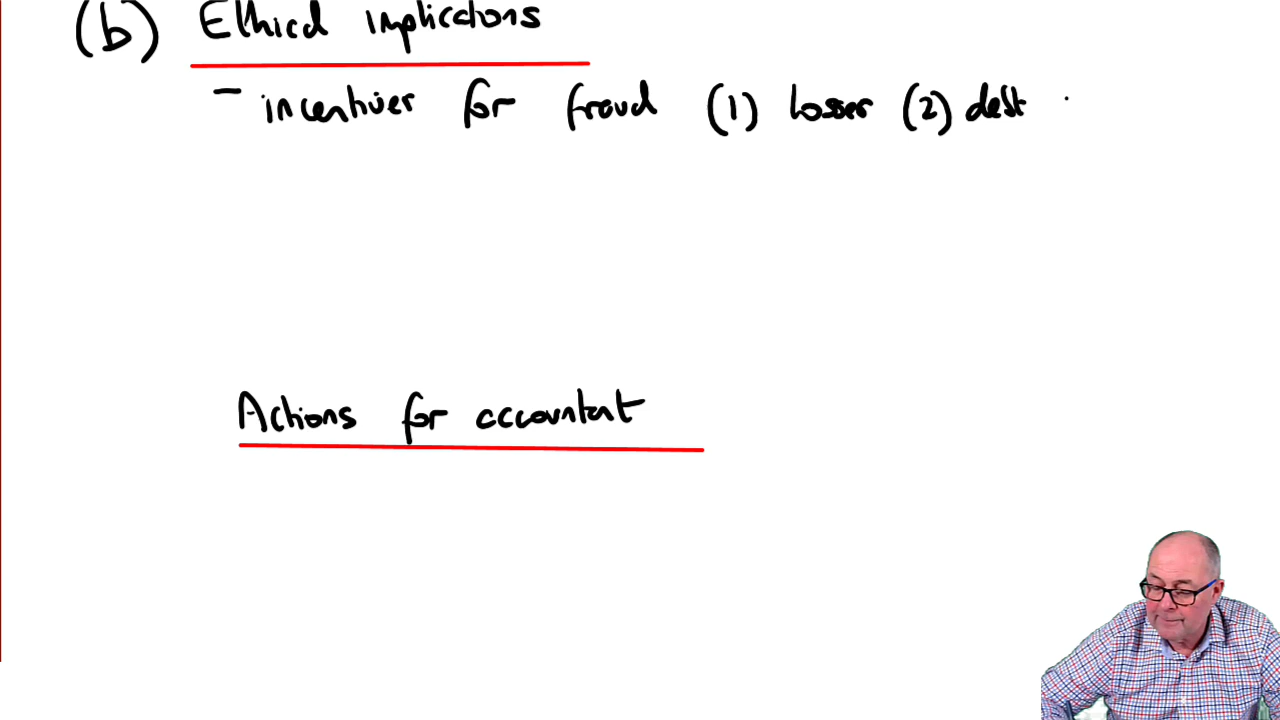 (b) Ethical implications
- incentives for fraud (1) losses (2) debt
Actions for accountant